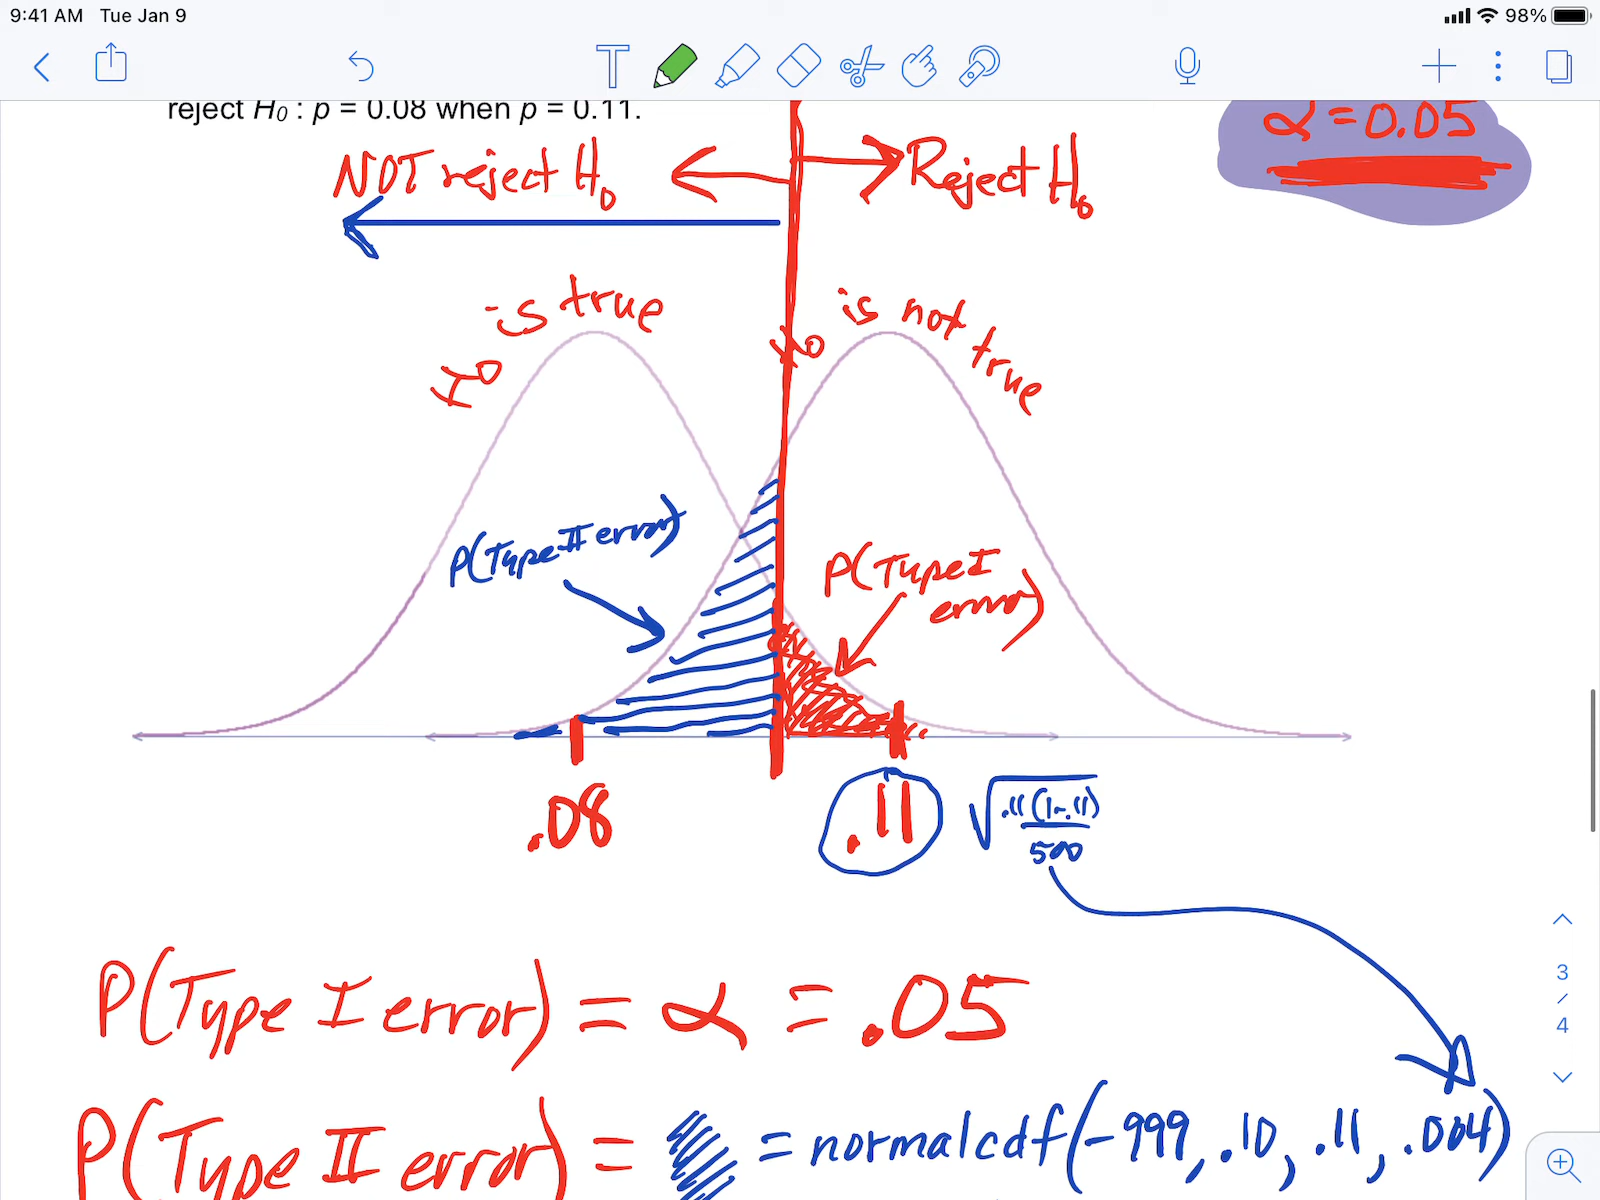 9:41 AM Tue Jan 9
98%
T
reject H₀ : p = 0.08 when p = 0.11.
α = 0.05
NOT reject H₀
Reject H₀
H₀ is true
H₀ is not true
P(Type II error)
P(Type I
error)
.08
.11
√(.11(1-.11)/500)
P(Type I error) = α = .05
P(Type II error) = = normalcdf(-999, .10, .11, .004)
3
/
4